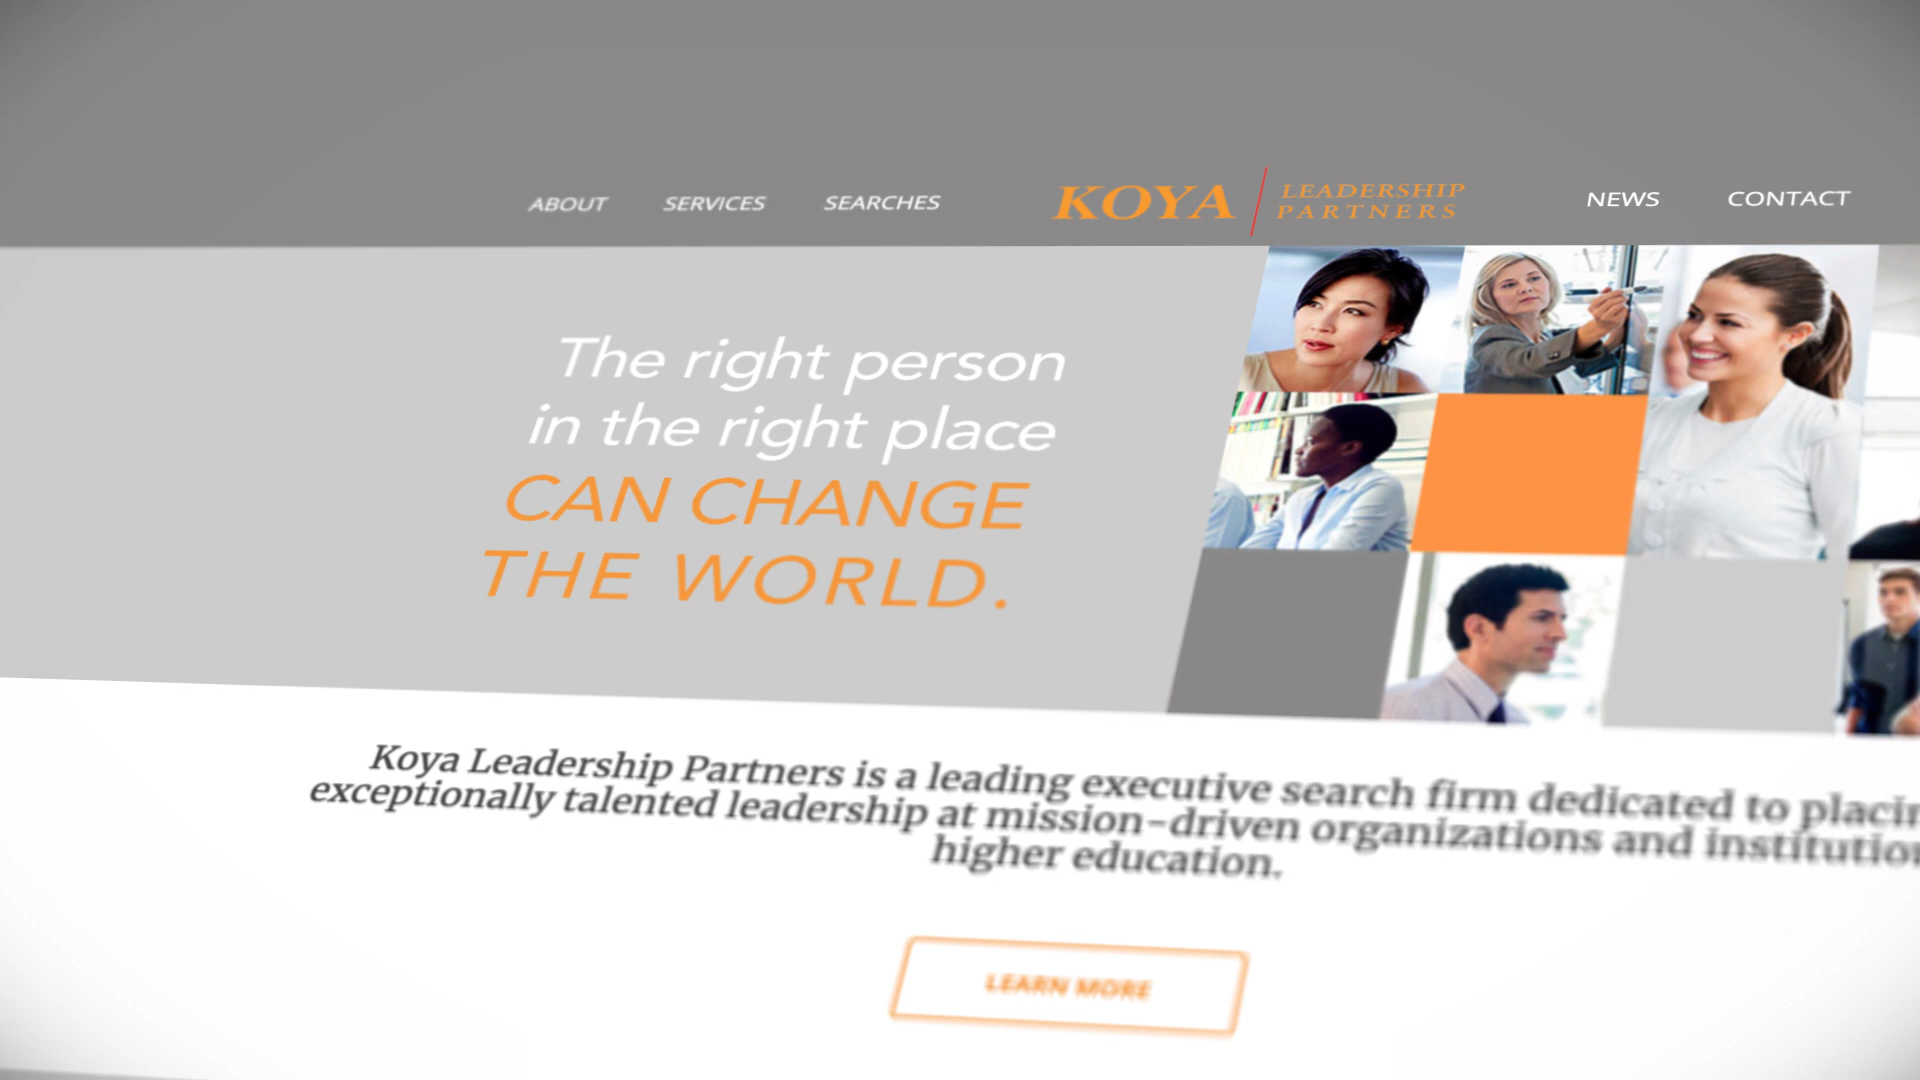 ABOUT SERVICES SEARCHES KOYA LEADERSHIP PARTNERS NEWS CONTACT
The right person
in the right place
CAN CHANGE
THE WORLD.
Koya Leadership Partners is a leading executive search firm dedicated to placin
exceptionally talented leadership at mission-driven organizations and institution
higher education.
LEARN MORE